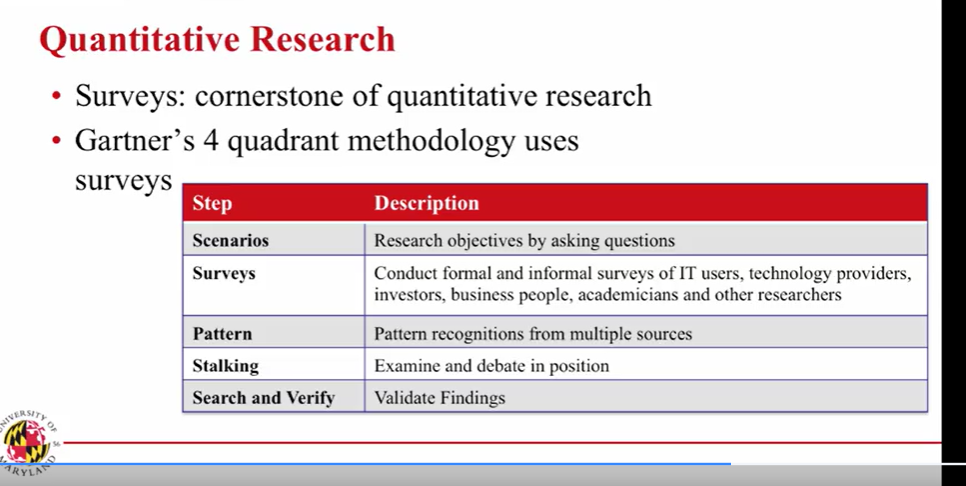 Quantitative Research
• Surveys: cornerstone of quantitative research
• Gartner’s 4 quadrant methodology uses
surveys
Step Description
Scenarios Research objectives by asking questions
Surveys Conduct formal and informal surveys of IT users, technology providers,
investors, business people, academicians and other researchers
Pattern Pattern recognitions from multiple sources
Stalking Examine and debate in position
Search and Verify Validate Findings
UNIVERSITY OF
MARYLAND